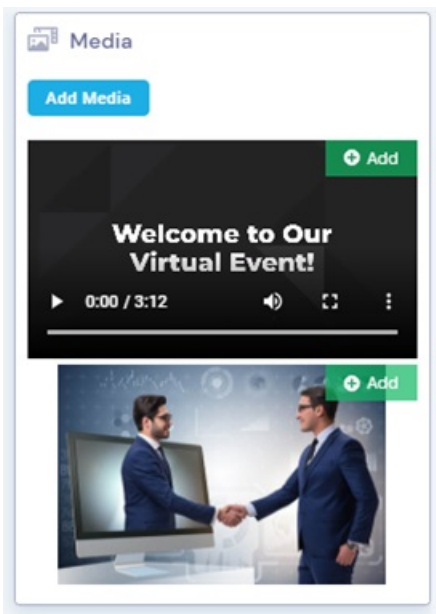 Media
Add Media
Add
Welcome to Our
Virtual Event!
0:00 / 3:12
Add